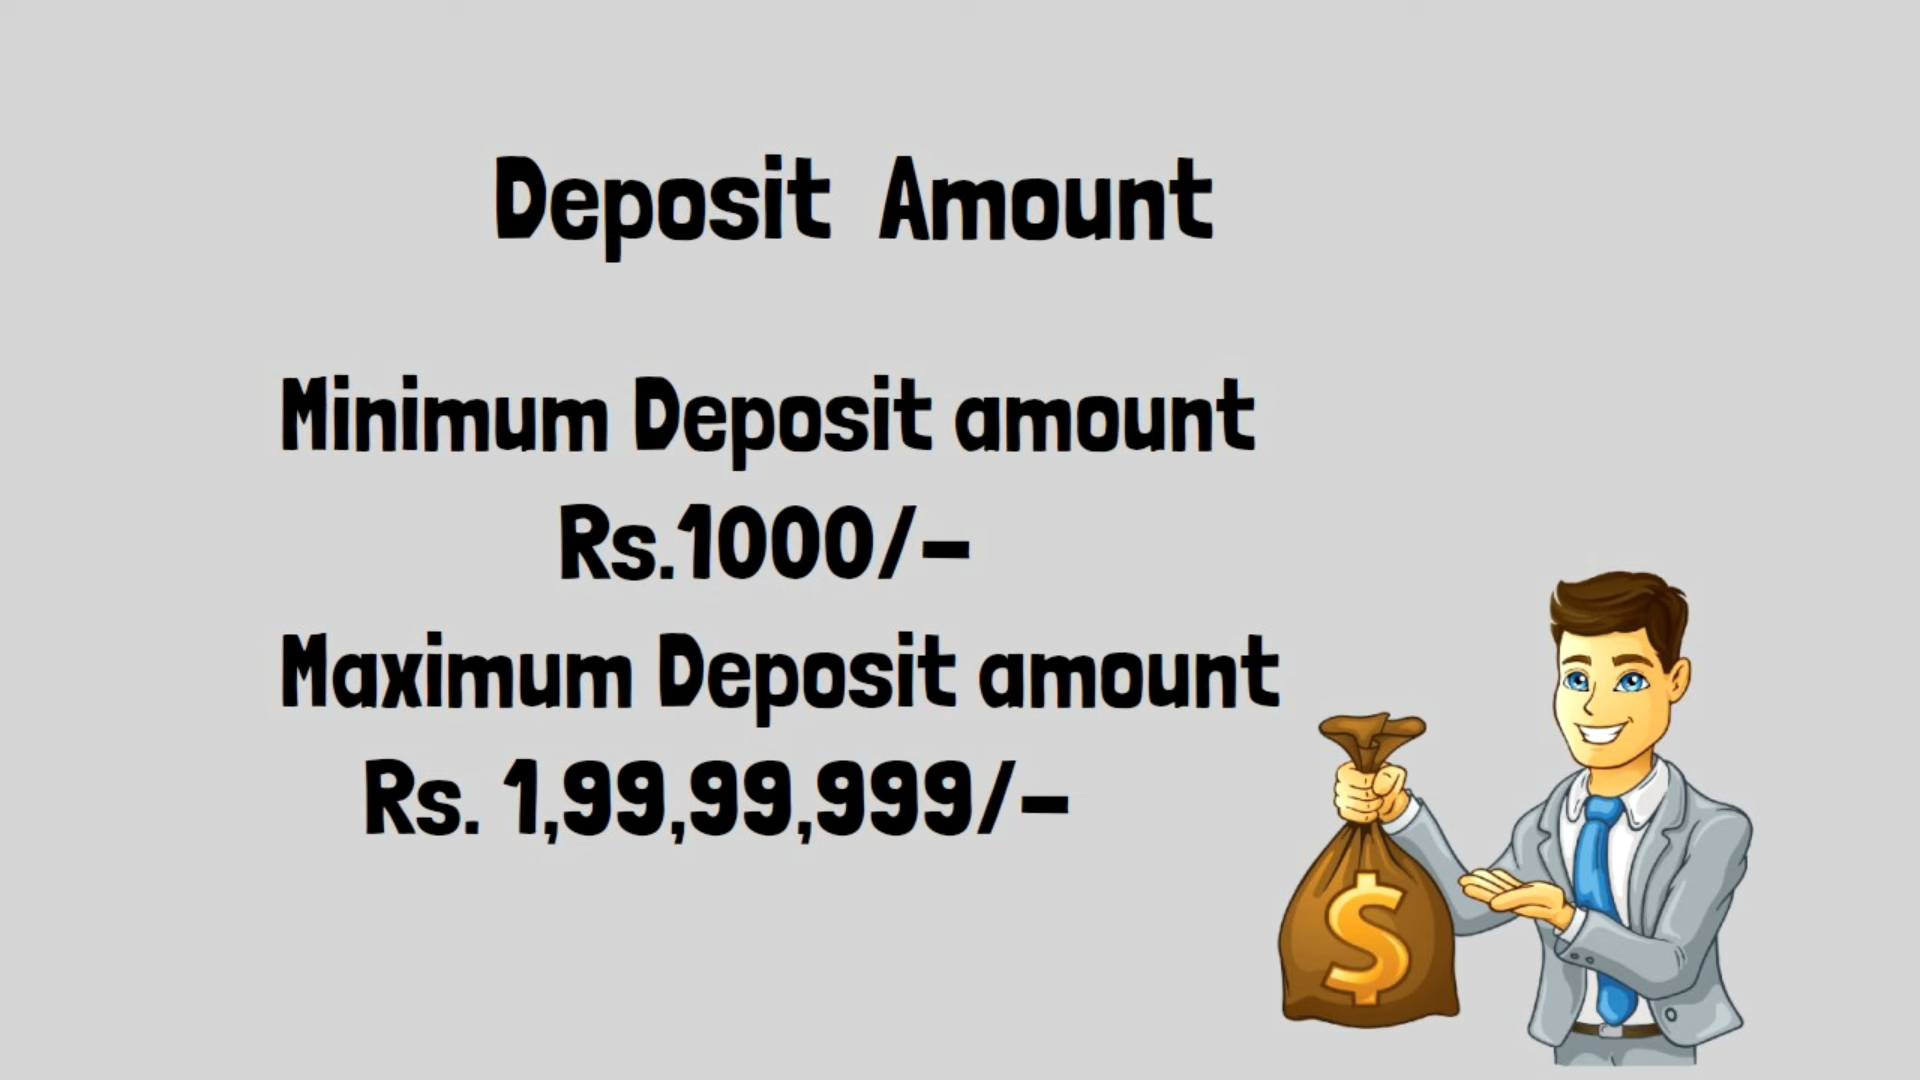 Deposit Amount
Minimum Deposit amount
Rs.1000/-
Maximum Deposit amount
Rs. 1,99,99,999/-
$